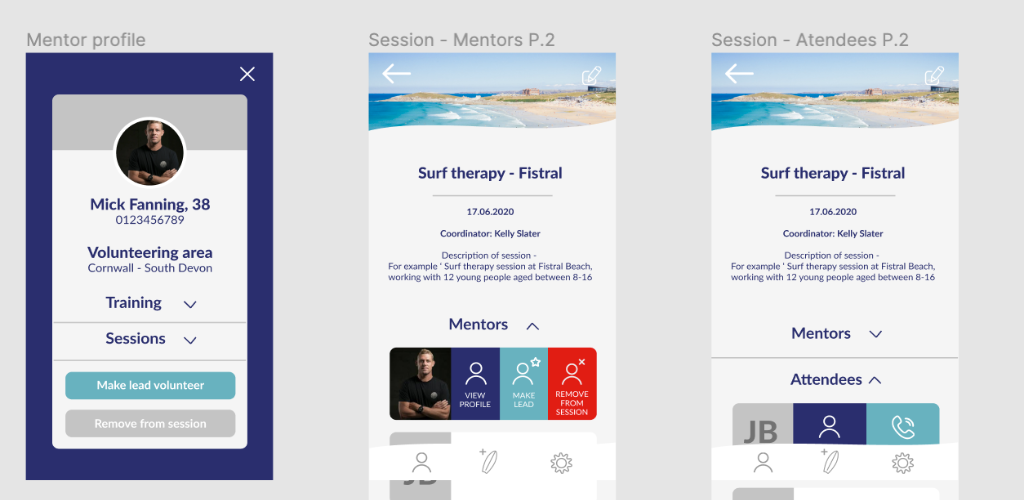 Mentor profile
Mick Fanning, 38
0123456789
Volunteering area
Cornwall - South Devon
Training
Sessions
Make lead volunteer
Remove from session
Session - Mentors P.2
Surf therapy - Fistral
17.06.2020
Coordinator: Kelly Slater
Description of session -
For example ' Surf therapy session at Fistral Beach,
working with 12 young people aged between 8-16
Mentors
VIEW
PROFILE
MAKE
LEAD
REMOVE
FROM
SESSION
JB
Session - Atendees P.2
Surf therapy - Fistral
17.06.2020
Coordinator: Kelly Slater
Description of session -
For example ' Surf therapy session at Fistral Beach,
working with 12 young people aged between 8-16
Mentors
Attendees
JB